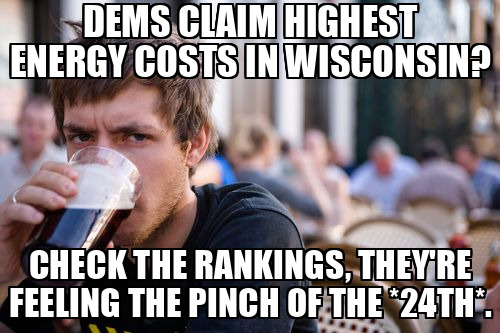 DEMS CLAIM HIGHEST
ENERGY COSTS IN WISCONSIN?
CHECK THE RANKINGS, THEY'RE
FEELING THE PINCH OF THE *24TH*.